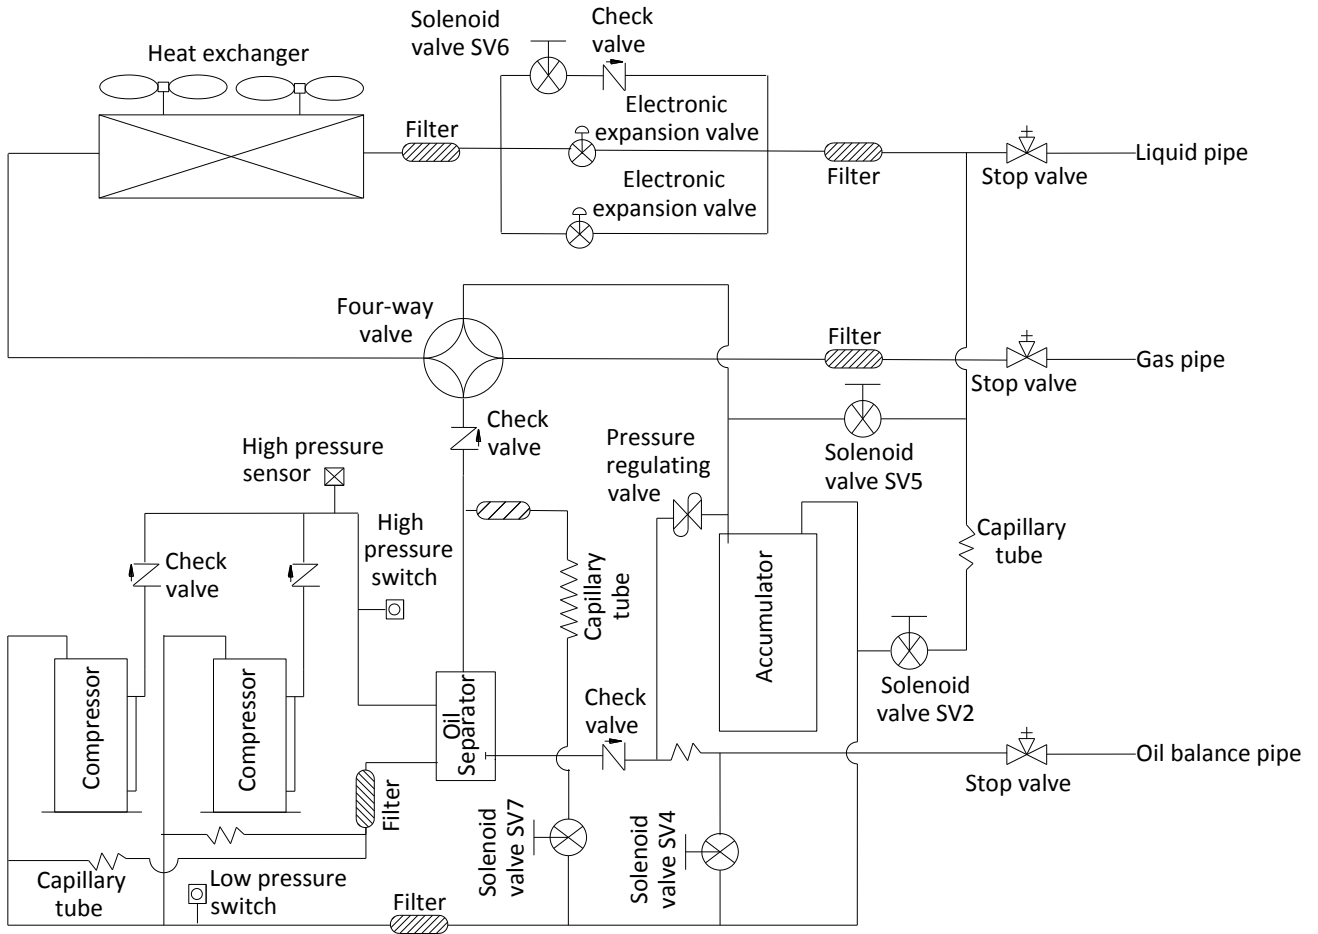 Solenoid
valve SV6
Check
valve
Heat exchanger
Electronic
expansion valve
Filter
Liquid pipe
Filter
Stop valve
Electronic
expansion valve
Four-way
valve
Filter
Gas pipe
Stop valve
Check
valve
High pressure
sensor
Pressure
regulating
valve
Solenoid
valve SV5
High
pressure
switch
Capillary
tube
Check
valve
Capillary
tube
Accumulator
Compressor
Compressor
Oil
Separator
Check
valve
Solenoid
valve SV2
Oil balance pipe
Stop valve
Filter
Solenoid
valve SV7
Solenoid
valve SV4
Capillary
tube
Low pressure
switch
Filter